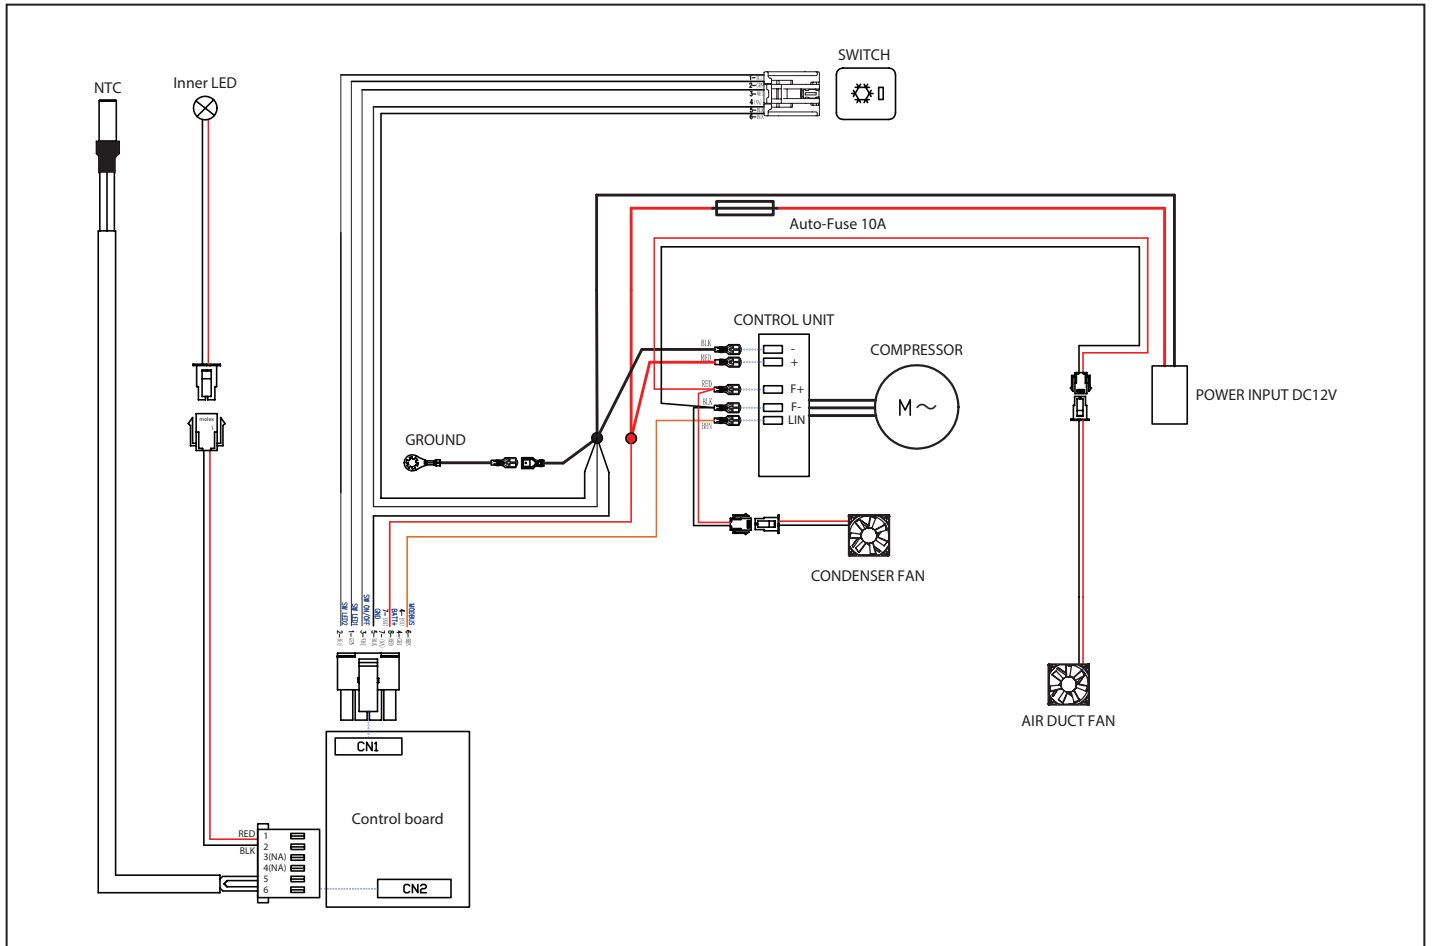 SWITCH
Inner LED
NTC
Auto-Fuse 10A
CONTROL UNIT
BLK
-
RED
+
COMPRESSOR
RED
F+
BLK
F-
BRN
LIN
M～
POWER INPUT DC12V
molex
1
GROUND
CONDENSER FAN
SW LED2
SW LED1
SW ON/OFF
GND
BATT+
MODBUS
AIR DUCT FAN
CN1
Control board
RED
BLK
1
2
3(NA)
4(NA)
5
6
CN2